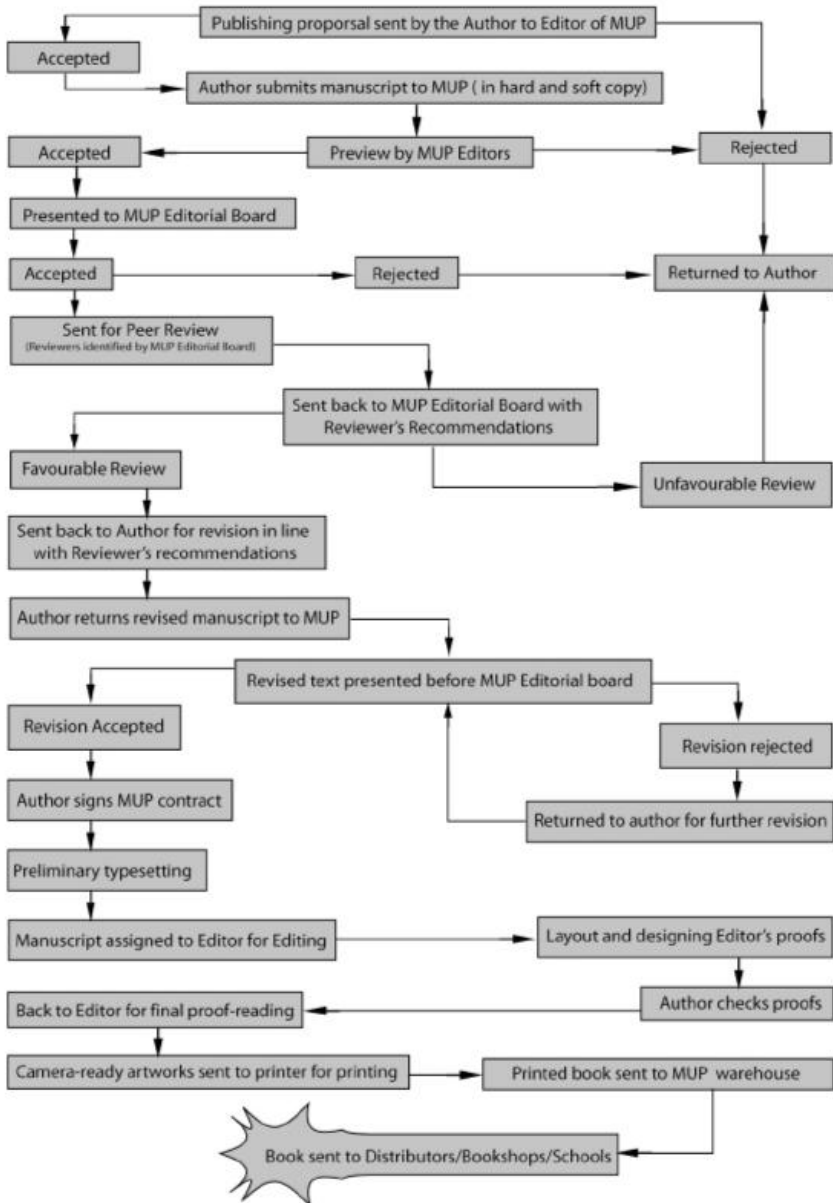 Publishing proporsal sent by the Author to Editor of MUP
Accepted
Author submits manuscript to MUP ( in hard and soft copy)
Accepted
Preview by MUP Editors
Rejected
Presented to MUP Editorial Board
Accepted
Rejected
Returned to Author
Sent for Peer Review
(Reviewers identified by MUP Editorial Board)
Sent back to MUP Editorial Board with
Reviewer's Recommendations
Favourable Review
Unfavourable Review
Sent back to Author for revision in line
with Reviewer's recommendations
Author returns revised manuscript to MUP
Revised text presented before MUP Editorial board
Revision Accepted
Revision rejected
Author signs MUP contract
Returned to author for further revision
Preliminary typesetting
Manuscript assigned to Editor for Editing
Layout and designing Editor's proofs
Author checks proofs
Back to Editor for final proof-reading
Camera-ready artworks sent to printer for printing
Printed book sent to MUP warehouse
Book sent to Distributors/Bookshops/Schools